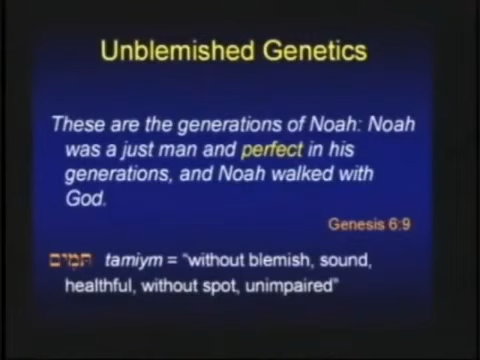 Unblemished Genetics
These are the generations of Noah: Noah
was a just man and perfect in his
generations, and Noah walked with
God.
Genesis 6:9
תמים tamiym = “without blemish, sound,
healthful, without spot, unimpaired”